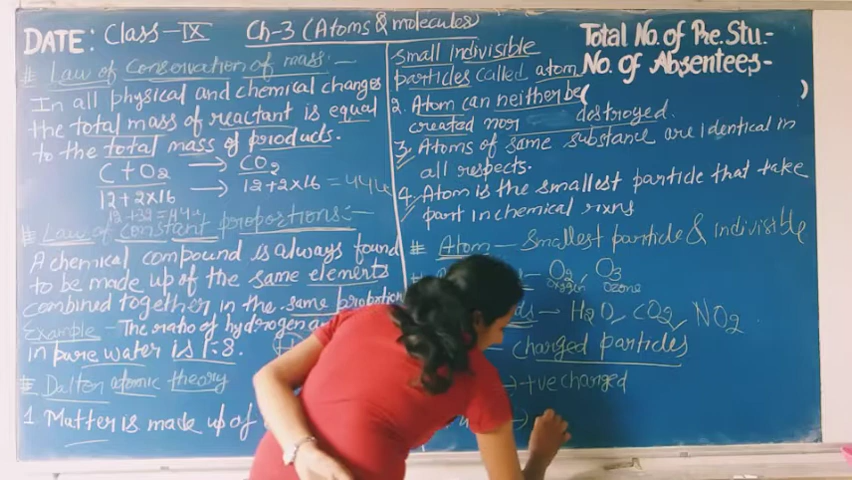 DATE: Class-IX Ch-3 (Atoms & molecules)
Total No. of Pre. Stu.-
No. of Absentees-
( )
# Law of Conservation of mass:-
In all physical and chemical changes
the total mass of reactant is equal
to the total mass of products.
C + O2 → CO2
12+2x16 → 12+2x16 = 44u
12+32=44u
# Law of Constant proportions:-
A chemical compound is always found
to be made up of the same elements
combined together in the same
Example - The ratio of hydrogen
in pure water is 1:8.
# Dalton atomic theory
1. Matter is made up of
small indivisible
particles called atom
2. Atom can neither be
created nor destroyed.
3. Atoms of same substance are identical in
all respects.
4. Atom is the smallest particle that take
part in chemical rixns
# Atom - Smallest particle & indivisible
- O2, O3
Oxygen Ozone
- H2O, CO2, NO2
charged particles
→ +ve charged
→